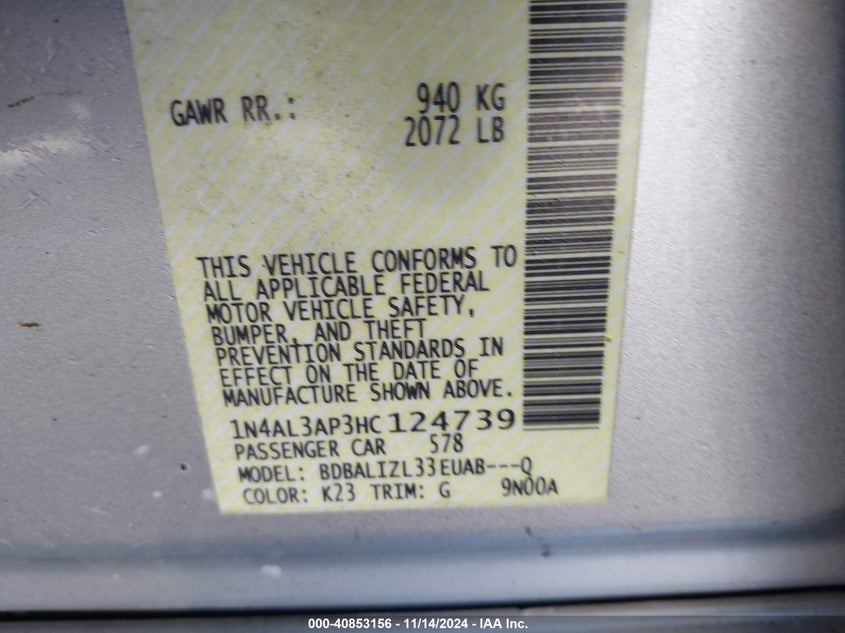 GAWR RR.: 940 KG
2072 LB
THIS VEHICLE CONFORMS TO
ALL APPLICABLE FEDERAL
MOTOR VEHICLE SAFETY,
BUMPER, AND THEFT
PREVENTION STANDARDS IN
EFFECT ON THE DATE OF
MANUFACTURE SHOWN ABOVE.
1N4AL3AP3HC124739
PASSENGER CAR 578
MODEL: BDBALIZL33EUAB---Q
COLOR: K23 TRIM: G 9N00A
000-40853156 - 11/14/2024 - IAA Inc.